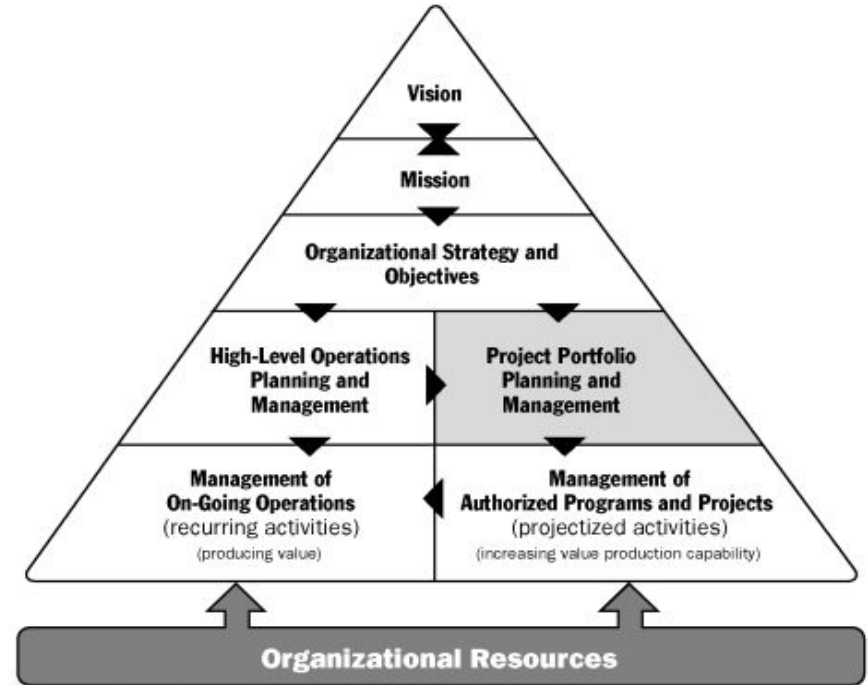 Vision
Mission
Organizational Strategy and
Objectives
High-Level Operations
Planning and
Management
Project Portfolio
Planning and
Management
Management of
On-Going Operations
(recurring activities)
(producing value)
Management of
Authorized Programs and Projects
(projectized activities)
(increasing value production capability)
Organizational Resources